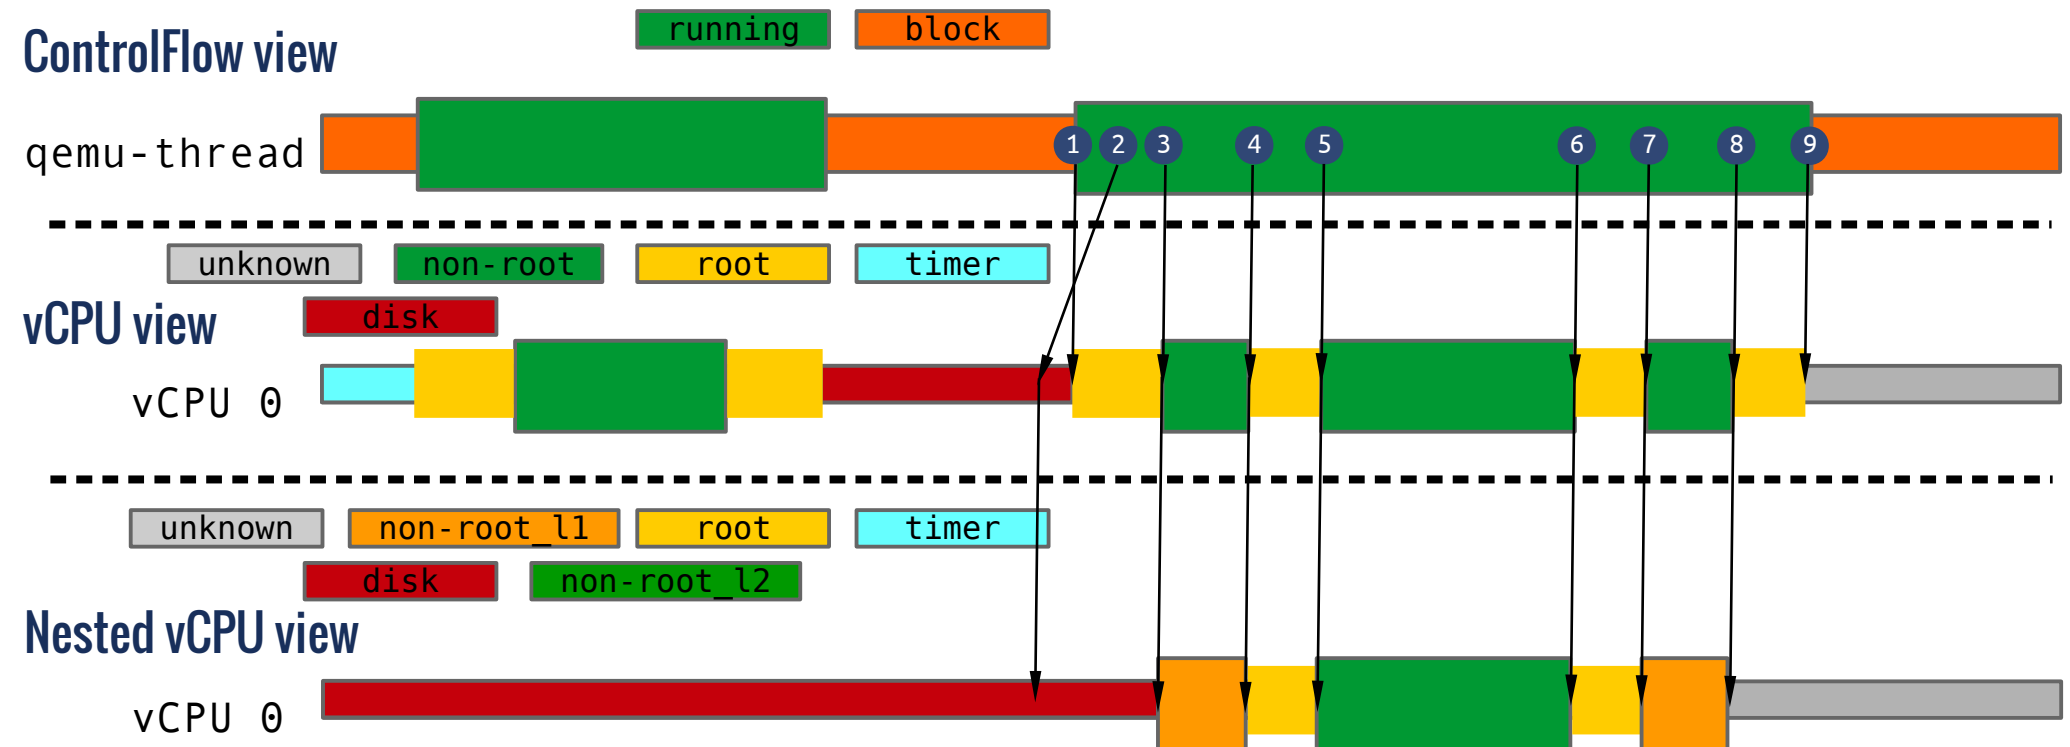 running block
ControlFlow view
qemu-thread
1 2 3 4 5 6 7 8 9
unknown non-root root timer
disk
vCPU view
vCPU 0
unknown non-root_l1 root timer
disk non-root_l2
Nested vCPU view
vCPU 0